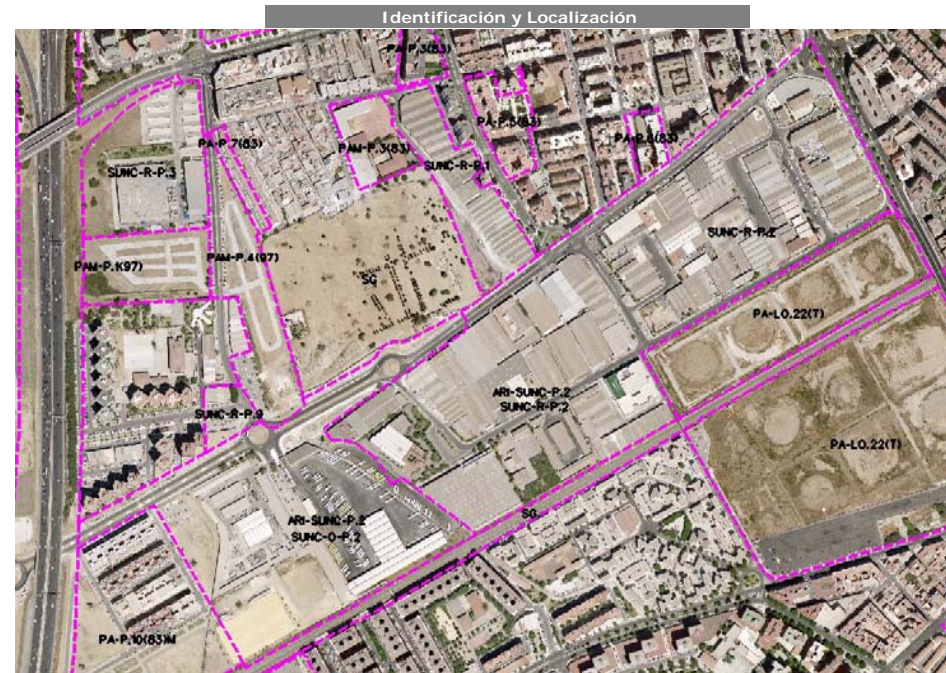 Identificación y Localización
PA-P.3(83)
PA-P.5(83)
PA-P.7(83)
PAM-P.3(83)
PA-P.8(83)
SUNC-R-P.1
SUNC-R-P.3
SUNC-R-P.2
PAM-P.4(97)
PAM-P.1(97)
SG
PA-LO.22(T)
ARI-SUNC-P.2
SUNC-R-P.2
SUNC-R-P.9
PA-LO.22(T)
SG
ARI-SUNC-P.2
SUNC-O-P.2
PA-P.10(83)M